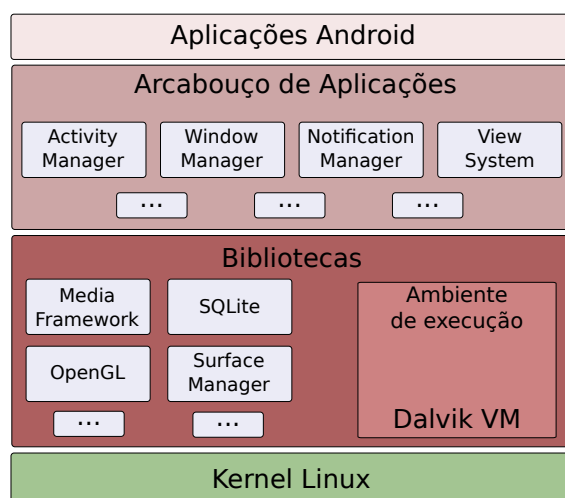 Aplicações Android
Arcabouço de Aplicações
Activity
Manager
Window
Manager
Notification
Manager
View
System
...
...
...
Bibliotecas
Media
Framework
SQLite
OpenGL
Surface
Manager
...
...
Ambiente
de execução
Dalvik VM
Kernel Linux